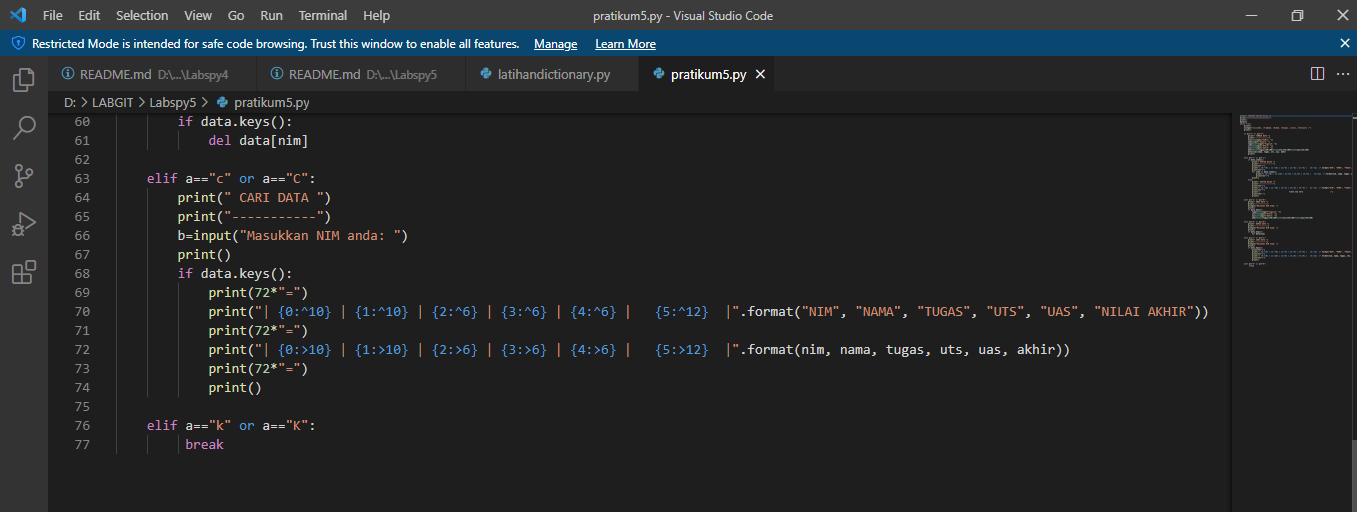 File Edit Selection View Go Run Terminal Help pratikum5.py - Visual Studio Code
Restricted Mode is intended for safe code browsing. Trust this window to enable all features. Manage Learn More
README.md D:\...\Labspy4 README.md D:\...\Labspy5 latihandictionary.py pratikum5.py
D: > LABGIT > Labspy5 > pratikum5.py
60 if data.keys():
61 del data[nim]
62
63 elif a=="c" or a=="C":
64 print(" CARI DATA ")
65 print("-----------")
66 b=input("Masukkan NIM anda: ")
67 print()
68 if data.keys():
69 print(72*"=")
70 print("| {0:^10} | {1:^10} | {2:^6} | {3:^6} | {4:^6} |   {5:^12}  |".format("NIM", "NAMA", "TUGAS", "UTS", "UAS", "NILAI AKHIR"))
71 print(72*"=")
72 print("| {0:>10} | {1:>10} | {2:>6} | {3:>6} | {4:>6} |   {5:>12}  |".format(nim, nama, tugas, uts, uas, akhir))
73 print(72*"=")
74 print()
75
76 elif a=="k" or a=="K":
77 break